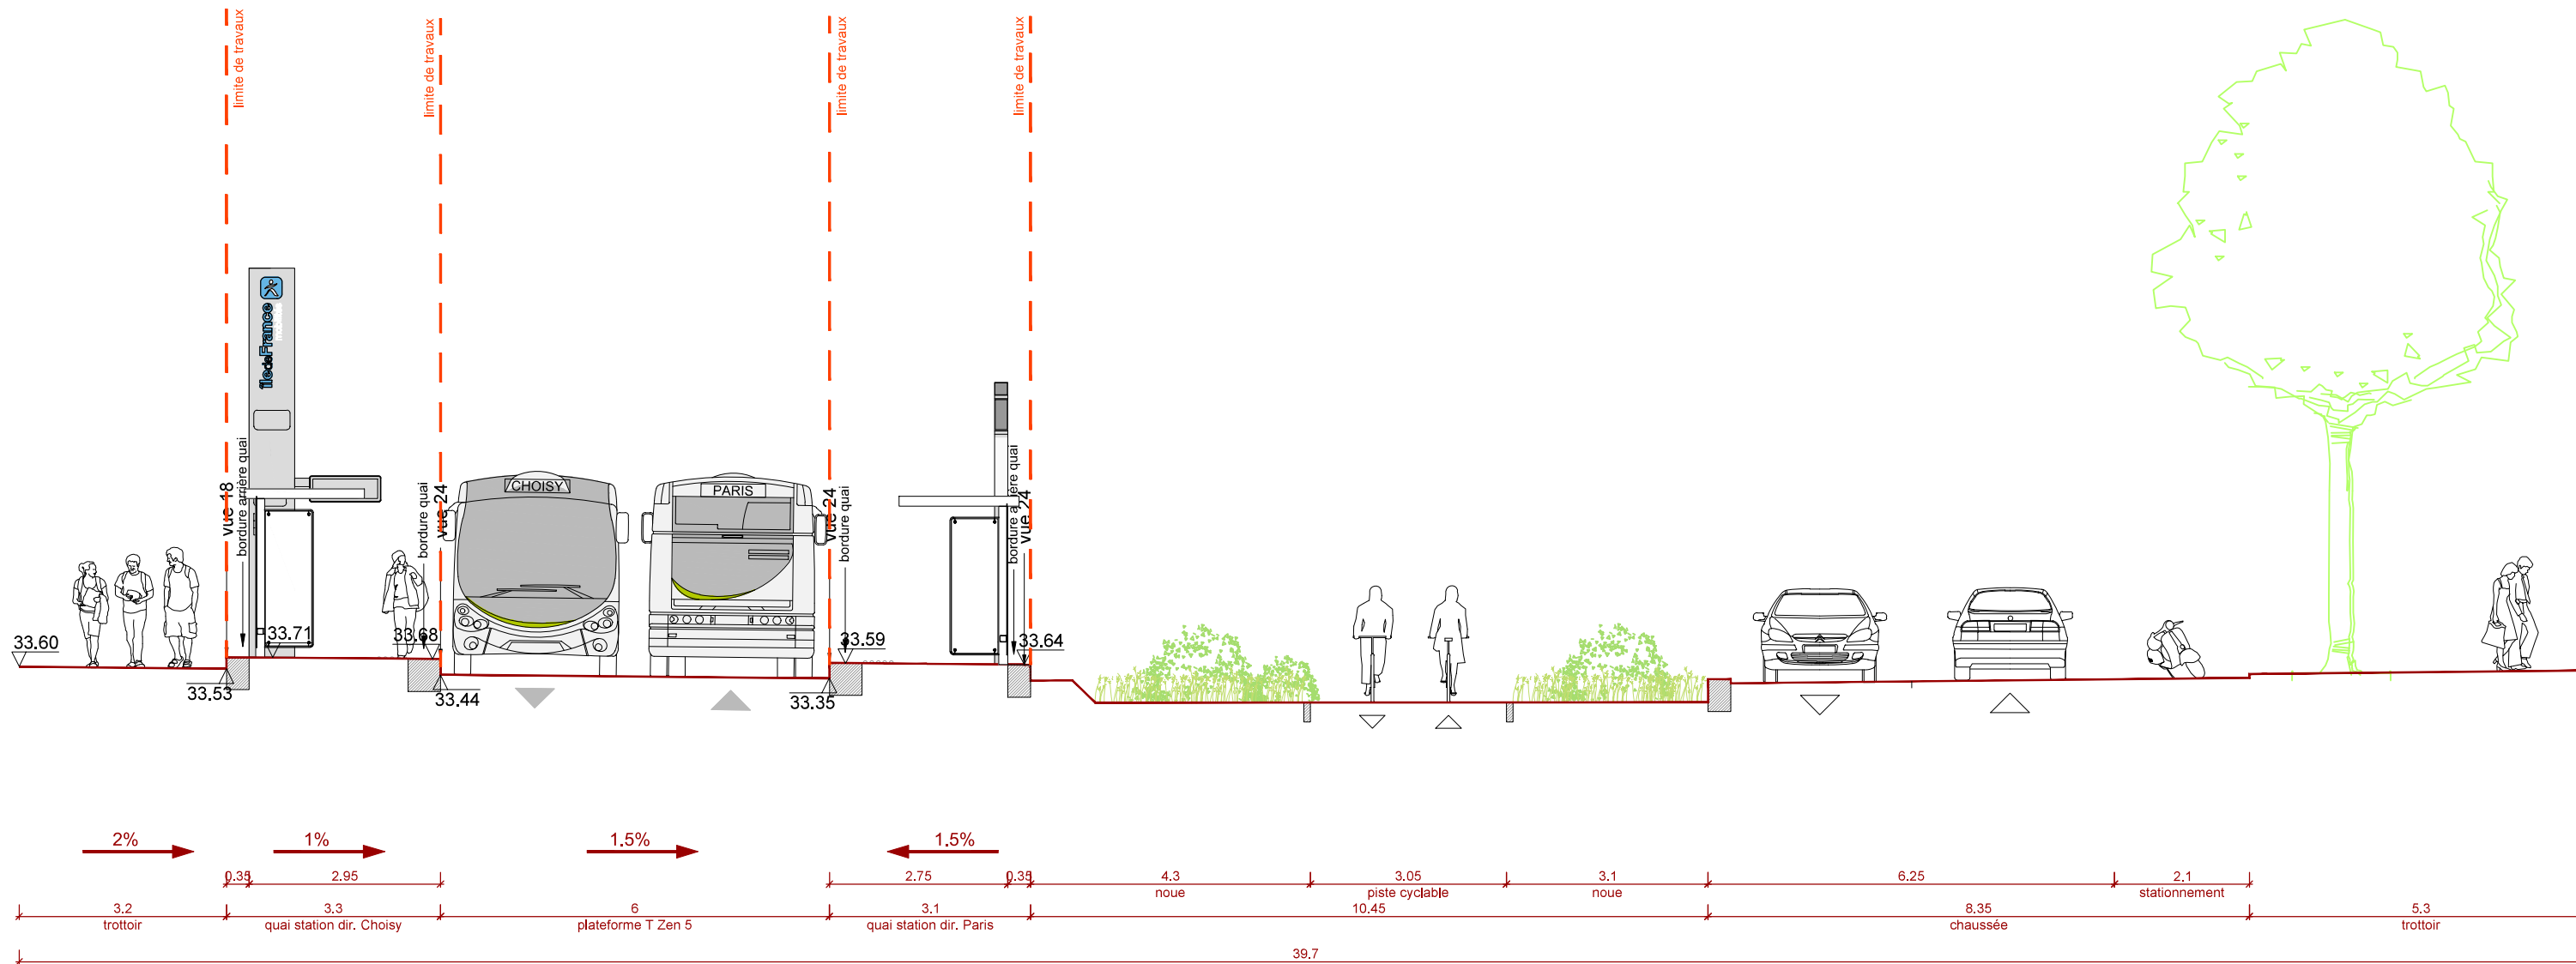 limite de travaux
limite de travaux
limite de travaux
limite de travaux
île de France
vue 18
bordure arrière quai
bordure quai
vue 24
CHOISY
PARIS
vue 24
bordure quai
bordure arrière quai
vue 24
33.60
33.71
33.68
33.59
33.64
33.53
33.44
33.35
2%
1%
1.5%
1.5%
0.35
2.95
2.75
0.35
4.3
3.05
3.1
6.25
2.1
noue
piste cyclable
noue
stationnement
3.2
3.3
6
3.1
10.45
8.35
5.3
trottoir
quai station dir. Choisy
plateforme T Zen 5
quai station dir. Paris
chaussée
trottoir
39.7